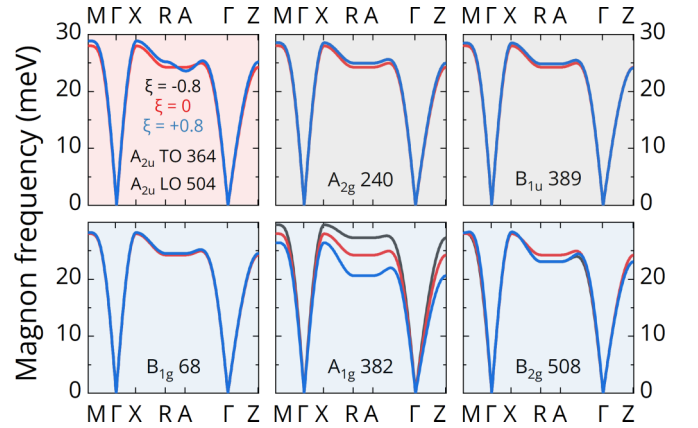 M Γ X R A Γ Z M Γ X R A Γ Z M Γ X R A Γ Z
Magnon frequency (meV)
30
20
10
0
ξ = -0.8
ξ = 0
ξ = +0.8
A2u TO 364
A2u LO 504
A2g 240
B1u 389
30
20
10
0
20
10
0
B1g 68
A1g 382
B2g 508
20
10
0
M Γ X R A Γ Z M Γ X R A Γ Z M Γ X R A Γ Z